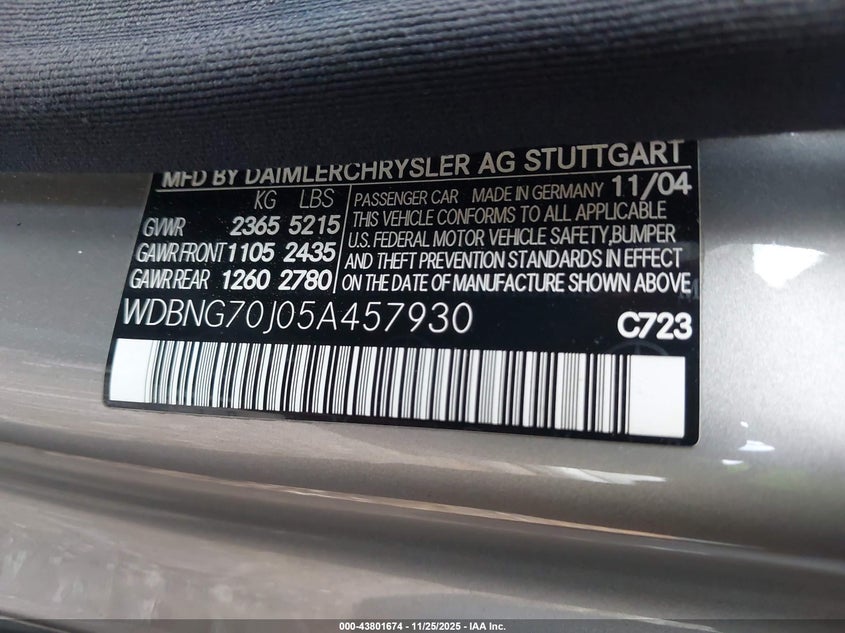 MFD BY DAIMLERCHRYSLER AG STUTTGART
KG LBS
GVWR 2365 5215
GAWR FRONT 1105 2435
GAWR REAR 1260 2780
PASSENGER CAR MADE IN GERMANY 11/04
THIS VEHICLE CONFORMS TO ALL APPLICABLE
U.S. FEDERAL MOTOR VEHICLE SAFETY,BUMPER
AND THEFT PREVENTION STANDARDS IN EFFECT
ON THE DATE OF MANUFACTURE SHOWN ABOVE
WDBNG70J05A457930 C723
000-43801674 - 11/25/2025 - IAA Inc.